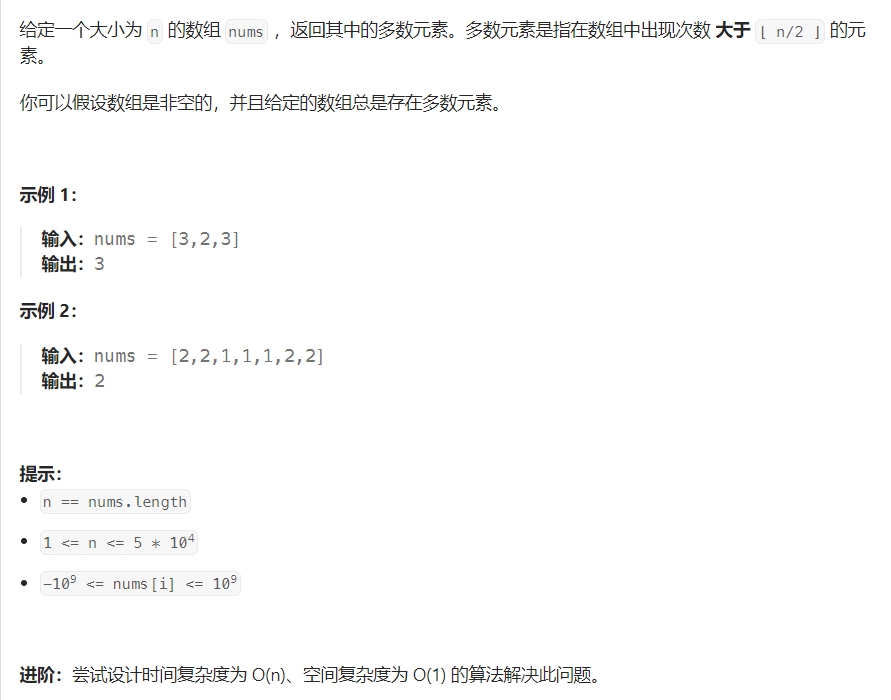 给定一个大小为 n 的数组 nums ，返回其中的多数元素。多数元素是指在数组中出现次数 大于 ⌊ n/2 ⌋ 的元
素。
你可以假设数组是非空的，并且给定的数组总是存在多数元素。
示例 1：
输入：nums = [3,2,3]
输出：3
示例 2：
输入：nums = [2,2,1,1,1,2,2]
输出：2
提示：
• n == nums.length
• 1 <= n <= 5 * 10⁴
• -10⁹ <= nums[i] <= 10⁹
进阶：尝试设计时间复杂度为 O(n)、空间复杂度为 O(1) 的算法解决此问题。